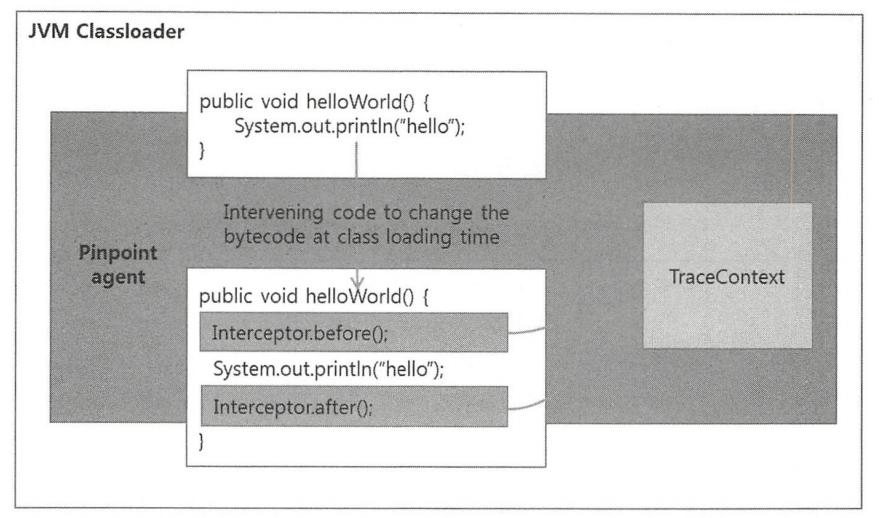 JVM Classloader
public void helloWorld() {
System.out.println("hello");
}
Intervening code to change the
bytecode at class loading time
Pinpoint
agent
TraceContext
public void helloWorld() {
Interceptor.before();
System.out.println("hello");
Interceptor.after();
}